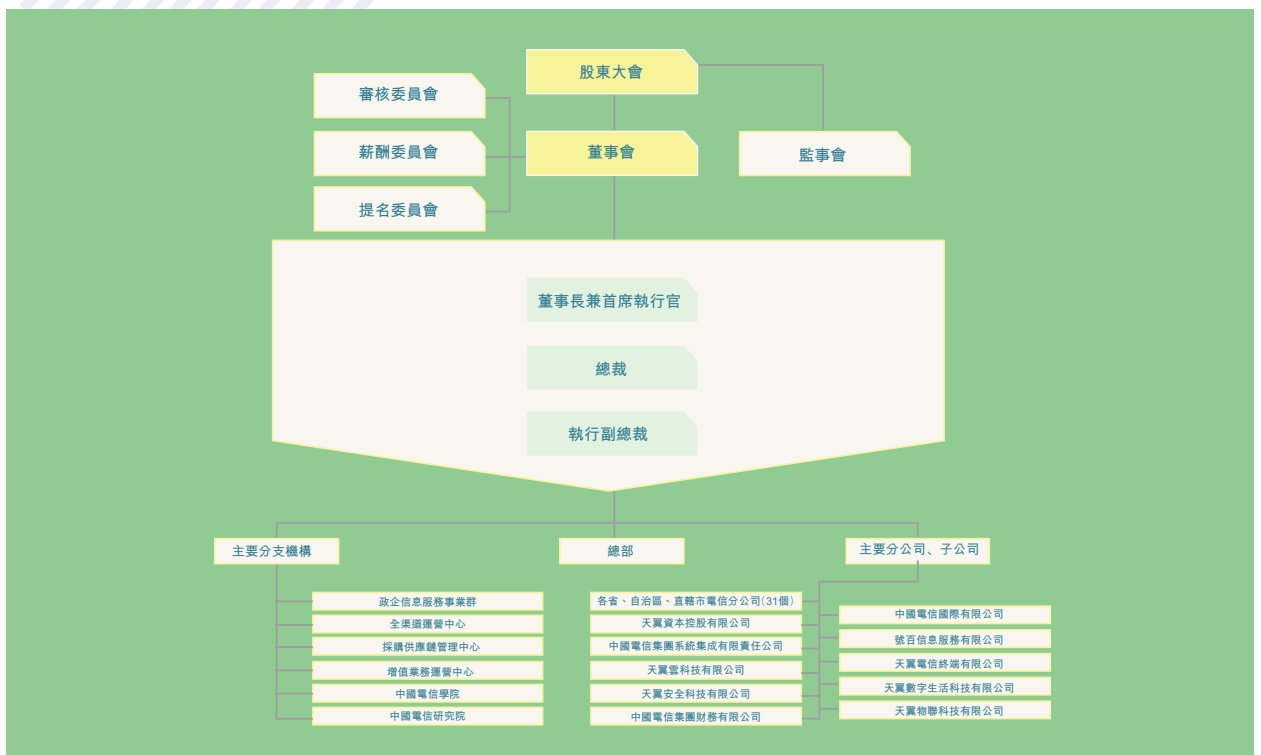 股東大會
審核委員會
薪酬委員會
董事會
監事會
提名委員會
董事長兼首席執行官
總裁
執行副總裁
主要分支機構
總部
主要分公司、子公司
政企信息服務事業群
全渠道運營中心
採購供應鏈管理中心
增值業務運營中心
中國電信學院
中國電信研究院
各省、自治區、直轄市電信分公司(31個)
天翼資本控股有限公司
中國電信集團系統集成有限責任公司
天翼雲科技有限公司
天翼安全科技有限公司
中國電信集團財務有限公司
中國電信國際有限公司
號百信息服務有限公司
天翼電信終端有限公司
天翼數字生活科技有限公司
天翼物聯科技有限公司